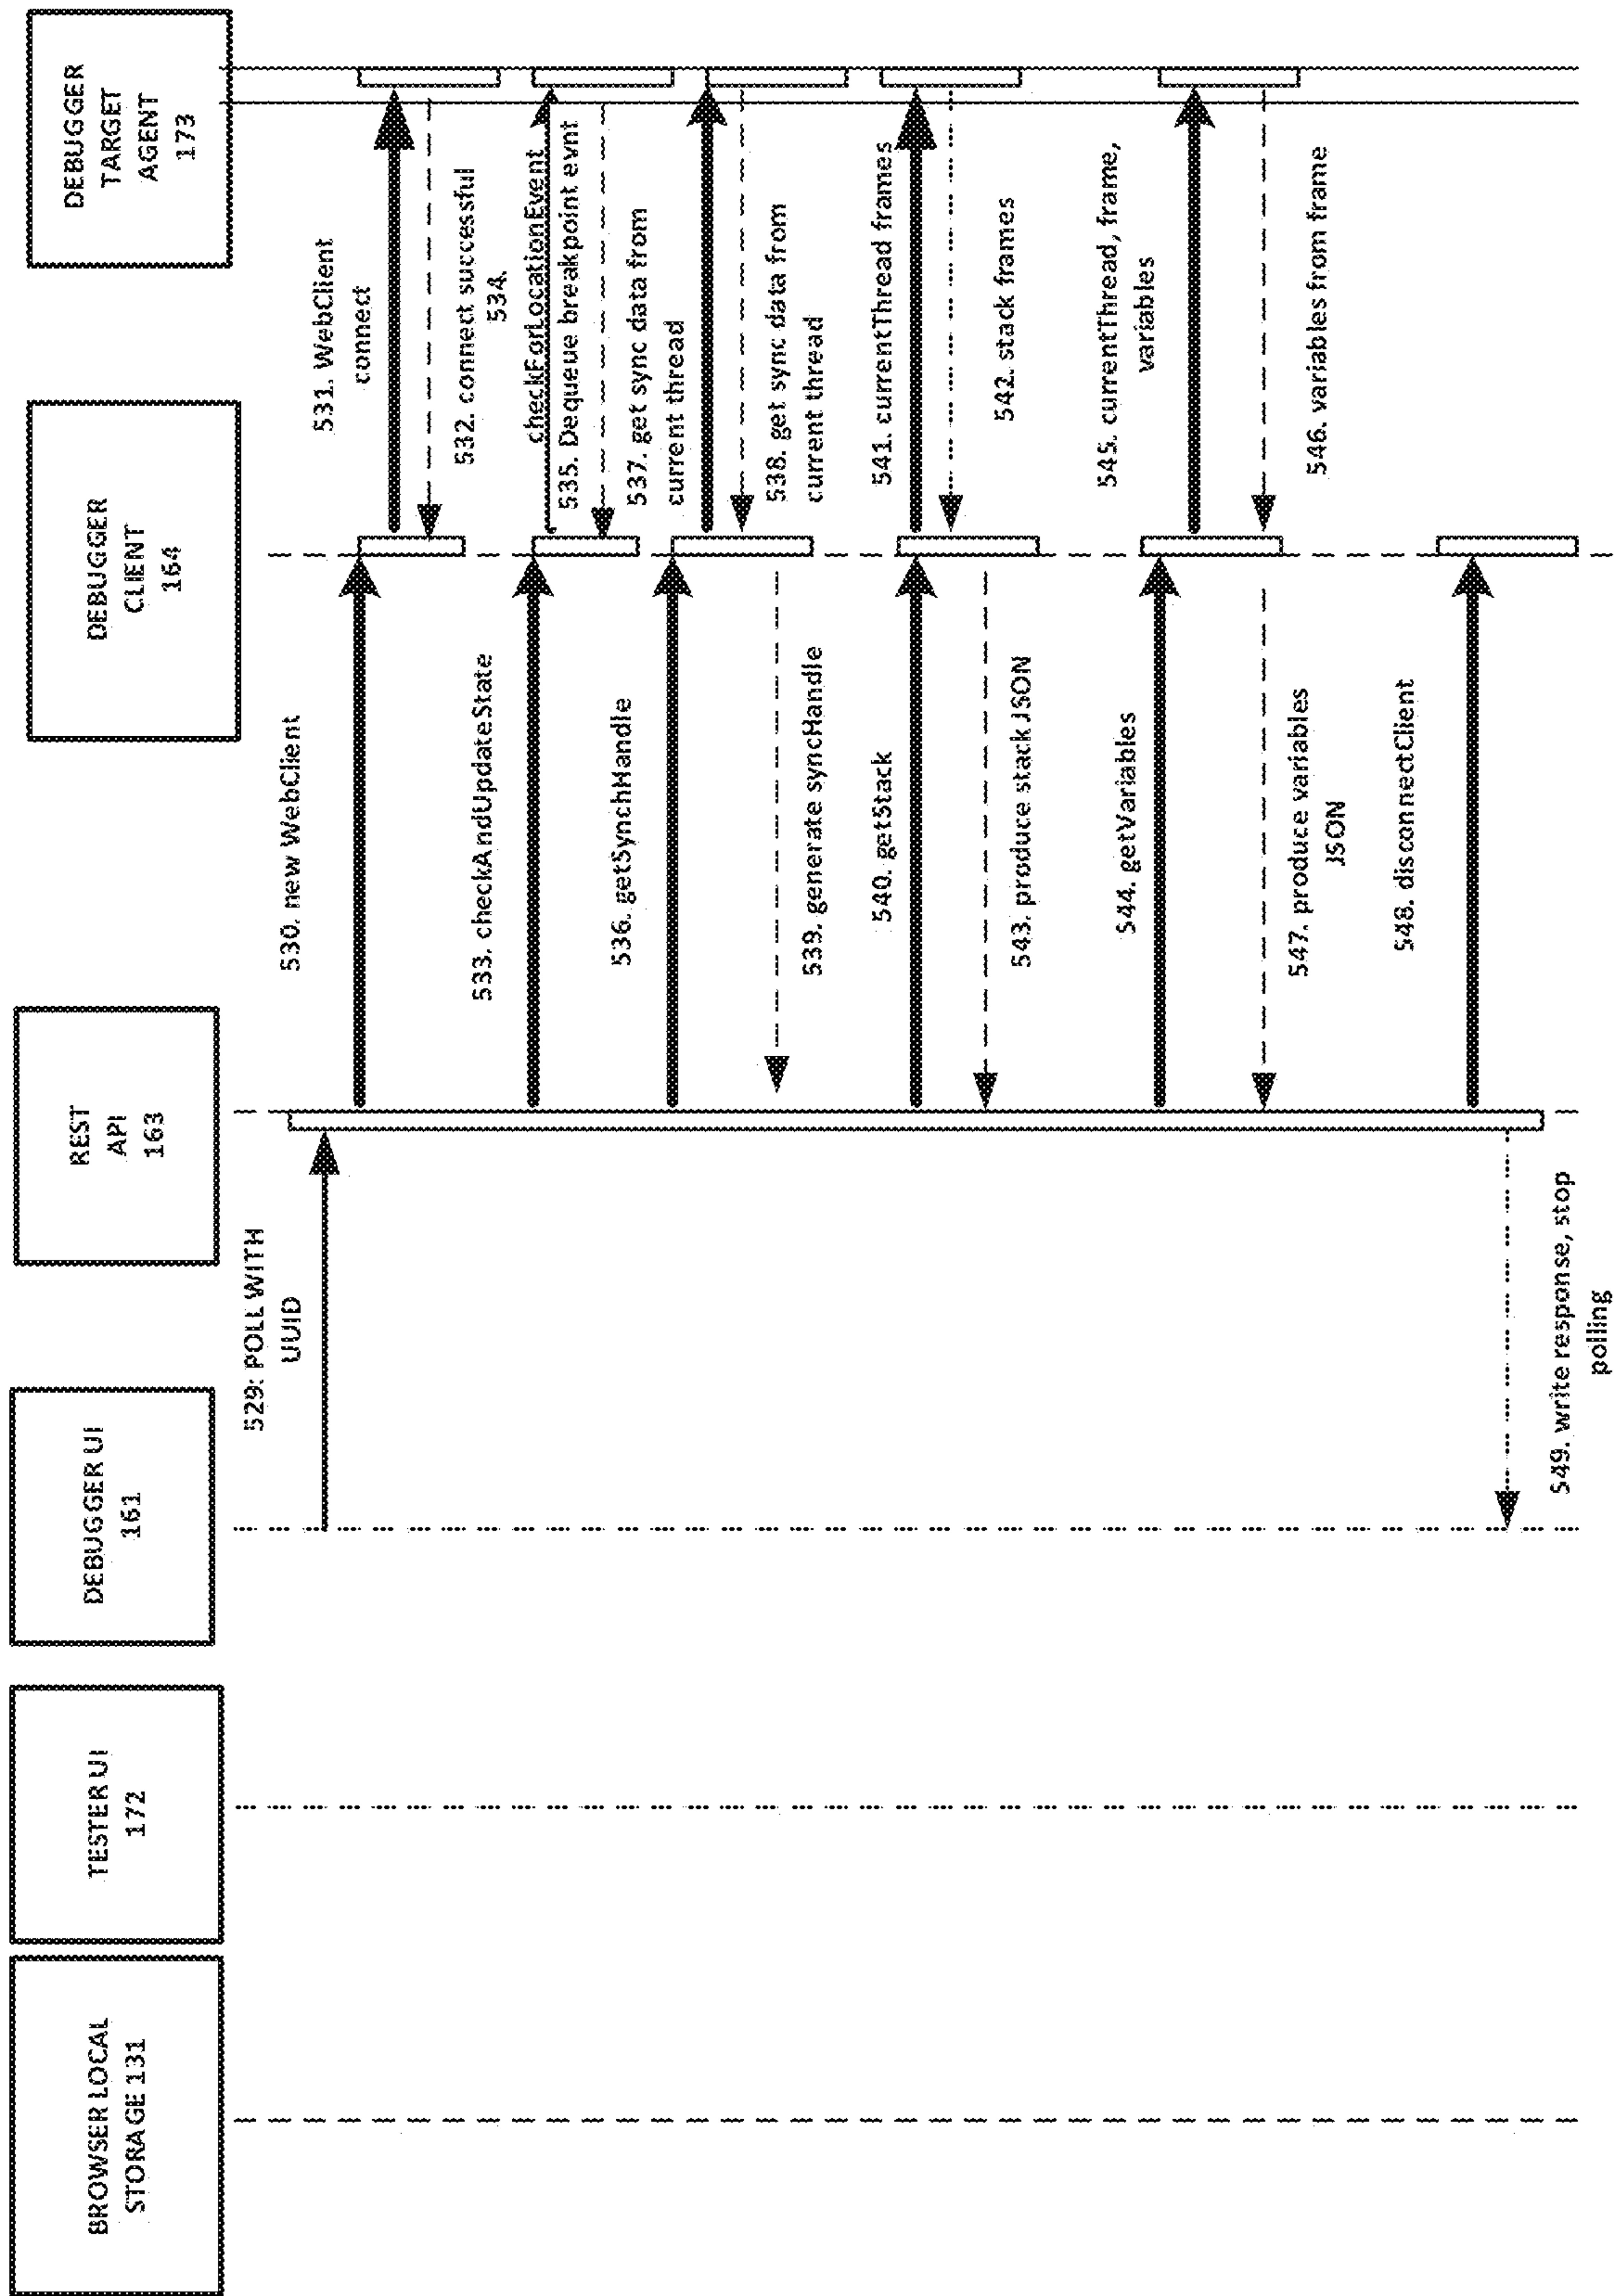 BROWSER LOCAL
STORAGE 131
TESTER UI
172
DEBUGGER UI
161
REST
API
163
DEBUGGER
CLIENT
164
DEBUGGER
TARGET
AGENT
173
529: POLL WITH
UUID
530. new WebClient
531. WebClient
connect
532. connect successful
533. checkAndUpdateState
534.
checkForLocationEvent
535. Dequeue breakpoint evnt
536. getSynchHandle
537. get sync data from
current thread
538. get sync data from
current thread
539. generate syncHandle
540. getStack
541. currentThread frames
542. stack frames
543. produce stack JSON
544. getVariables
545. currentThread, frame,
variables
546. variables from frame
547. produce variables
JSON
548. disconnectClient
549. write response, stop
polling